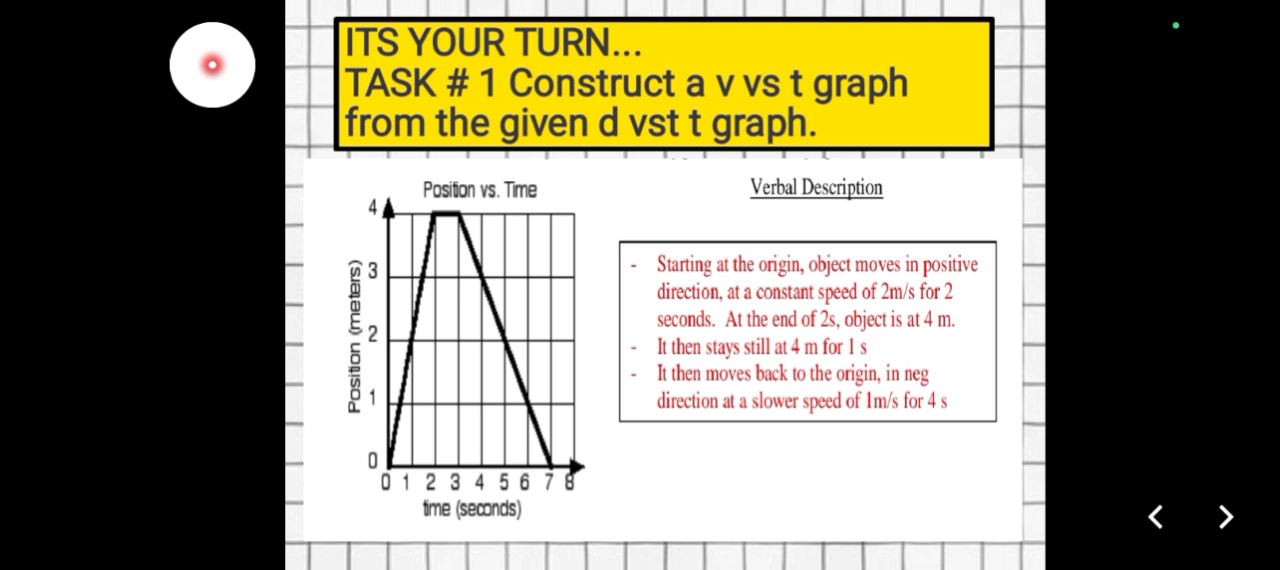 ITS YOUR TURN...
TASK # 1 Construct a v vs t graph
from the given d vst t graph.
Position vs. Time
4
3
2
1
0
Position (meters)
0 1 2 3 4 5 6 7 8
time (seconds)
Verbal Description
- Starting at the origin, object moves in positive
direction, at a constant speed of 2m/s for 2
seconds. At the end of 2s, object is at 4 m.
- It then stays still at 4 m for 1 s
- It then moves back to the origin, in neg
direction at a slower speed of 1m/s for 4 s